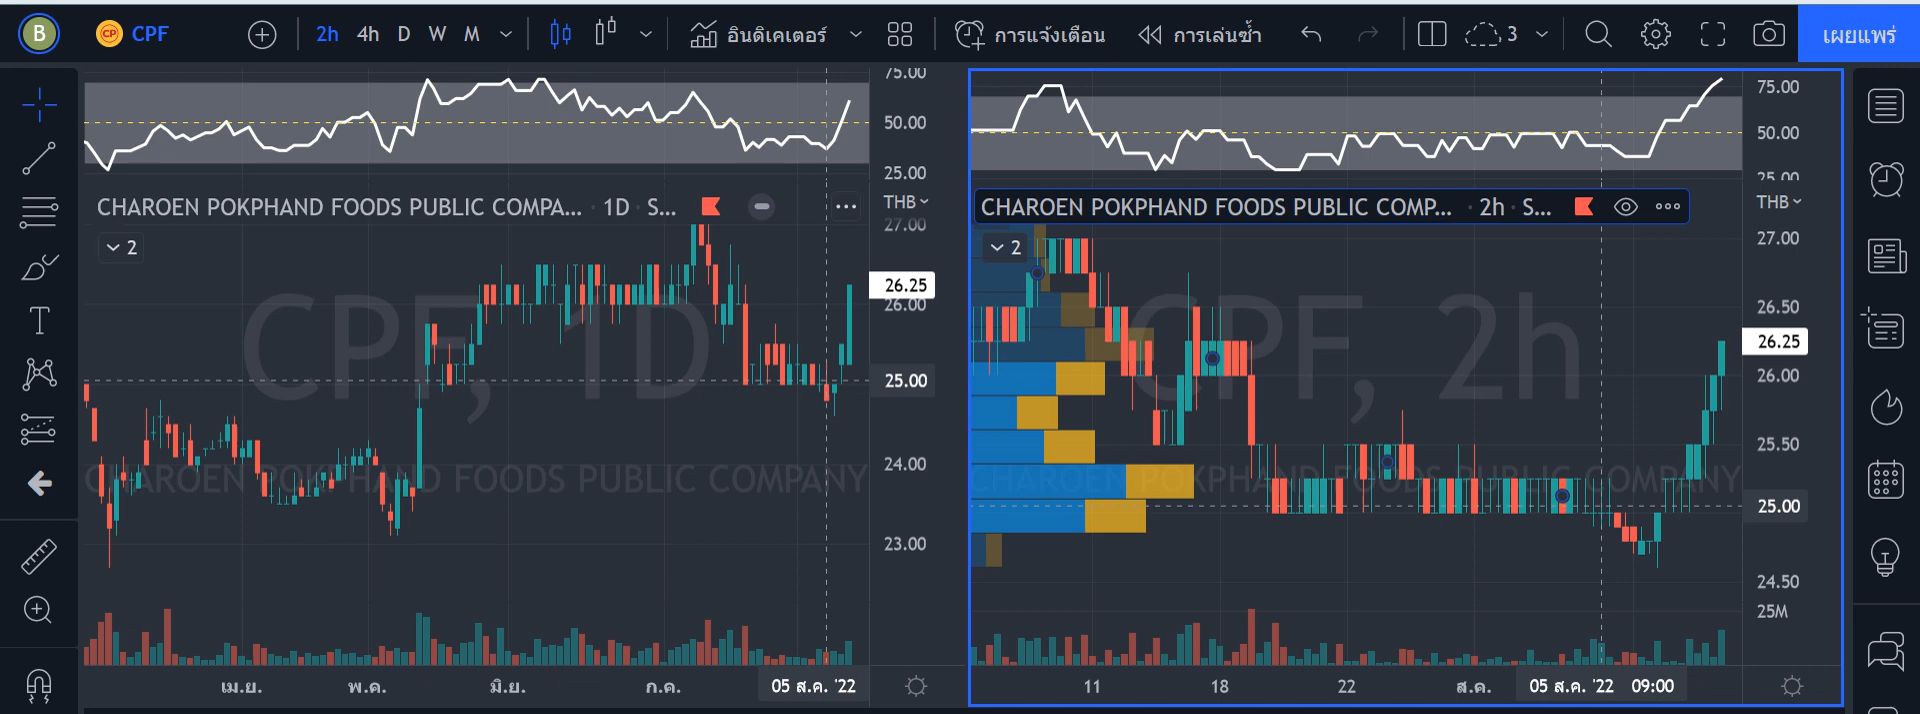 B CPF 2h 4h D W M อินดิเคเตอร์ การแจ้งเตือน การเล่นซ้ำ 3 เผยแพร่
75.00
50.00
25.00
CHAROEN POKPHAND FOODS PUBLIC COMPA... · 1D · S...
THB
2
27.00
26.25
26.00
25.00
24.00
23.00
CPF, 1D
CHAROEN POKPHAND FOODS PUBLIC COMPANY
เม.ย. พ.ค. มิ.ย. ก.ค. 05 ส.ค. '22
75.00
50.00
25.00
CHAROEN POKPHAND FOODS PUBLIC COMP... · 2h · S...
THB
2
27.00
26.50
26.25
26.00
25.50
25.00
24.50
25M
CPF, 2h
CHAROEN POKPHAND FOODS PUBLIC COMPANY
11 18 22 ส.ค. 05 ส.ค. '22 09:00